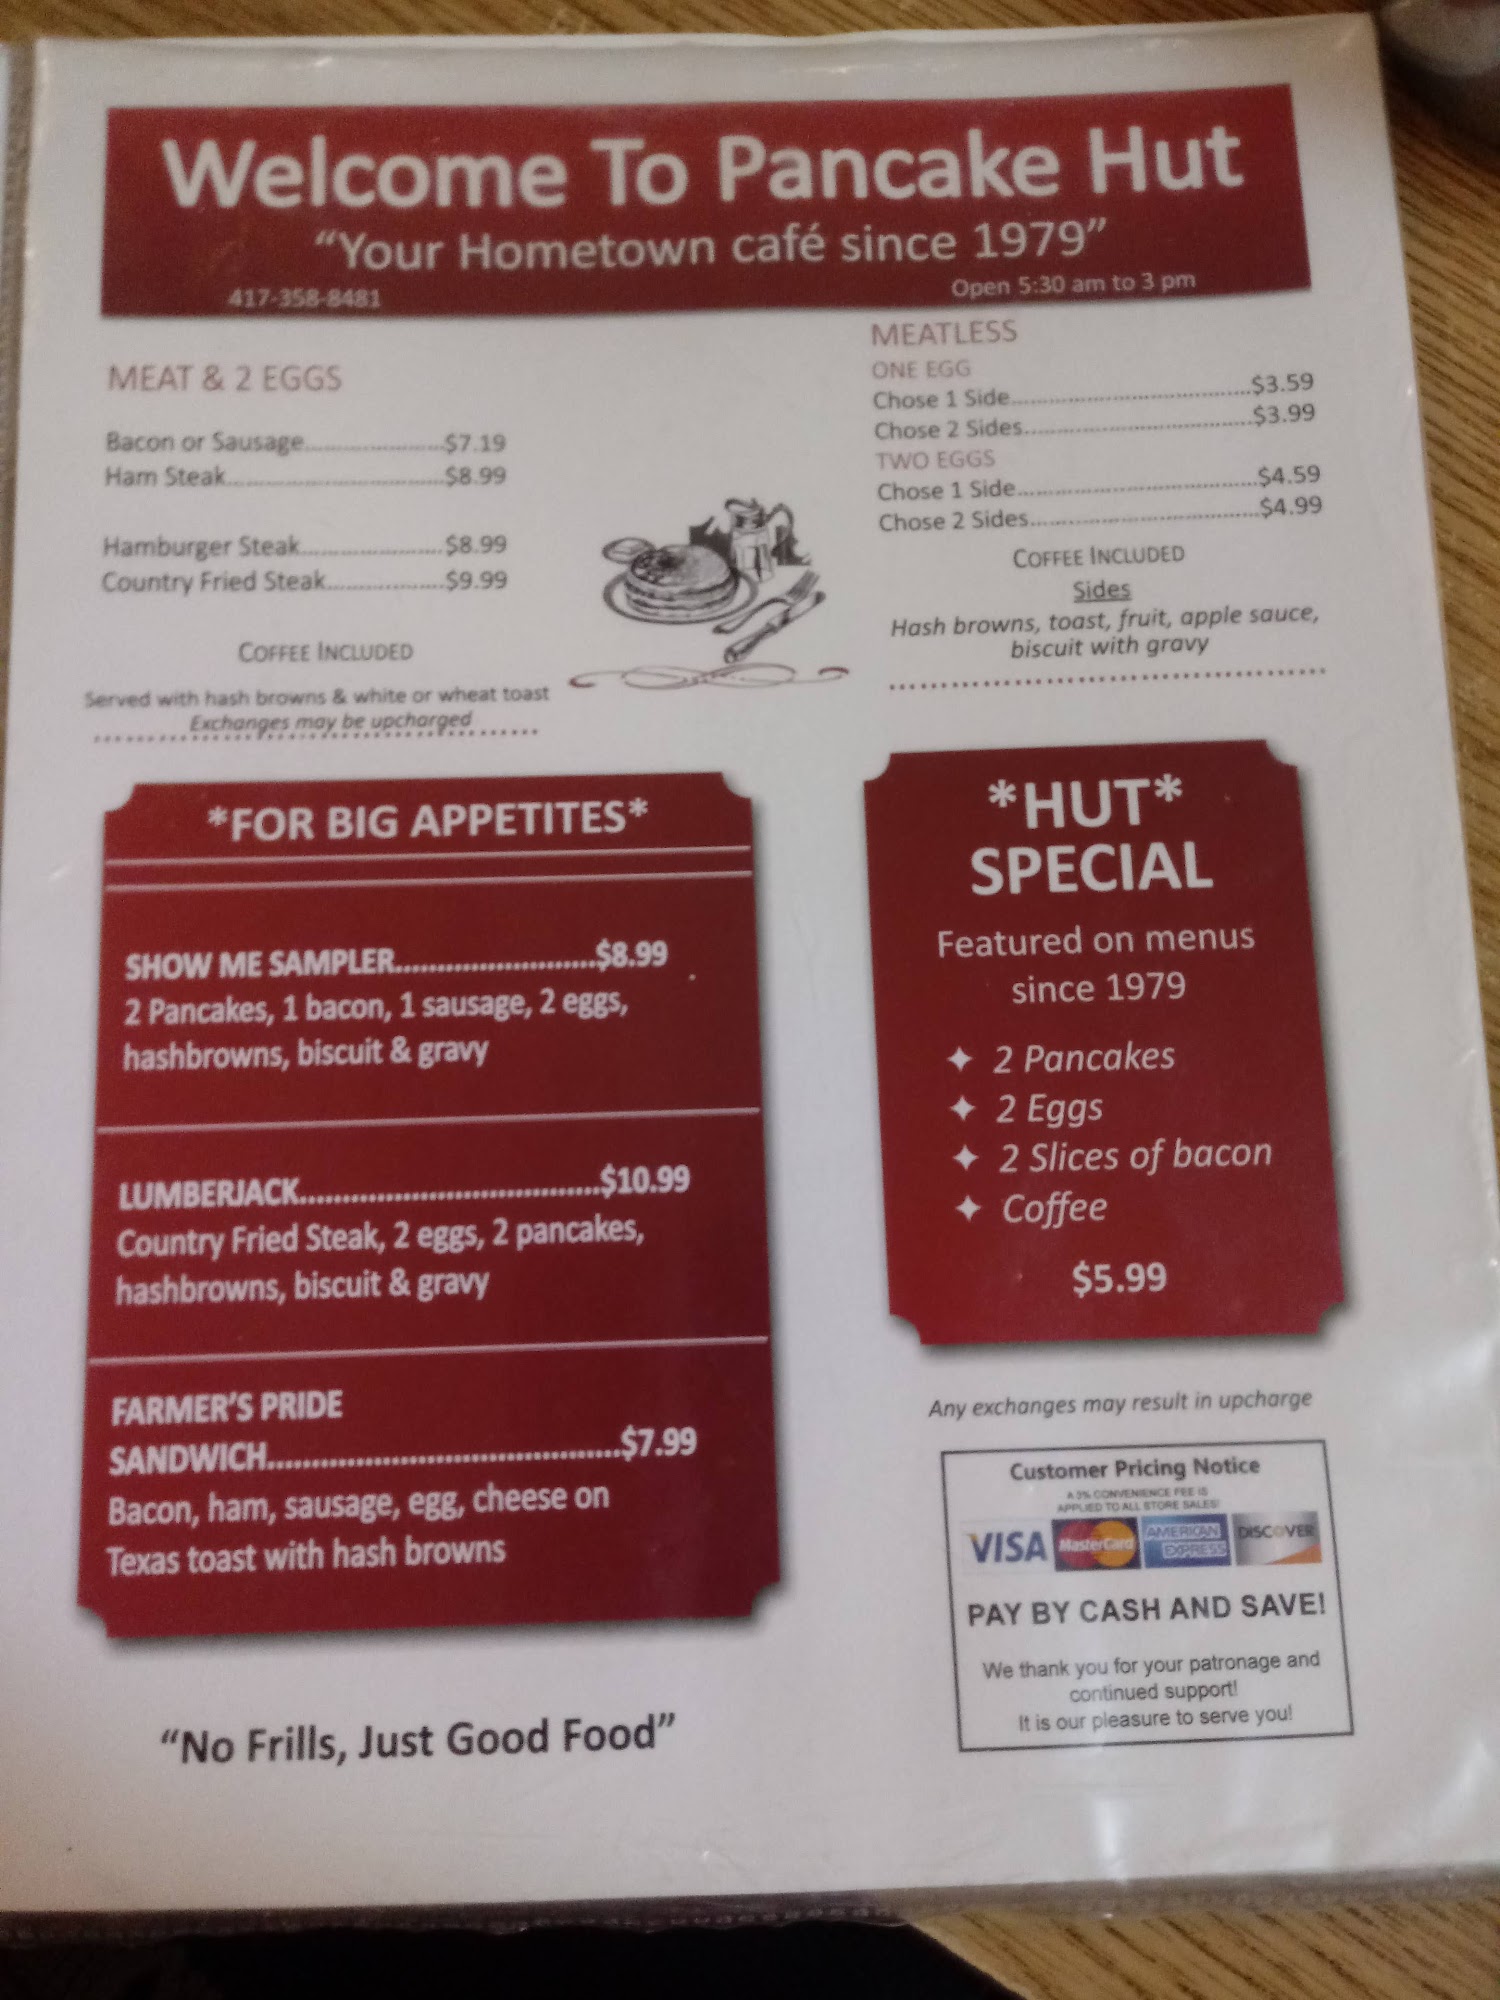 Welcome To Pancake Hut
“Your Hometown café since 1979”
417-358-8481
Open 5:30 am to 3 pm
MEAT & 2 EGGS
Bacon or Sausage......................$7.19
Ham Steak..................................$8.99
Hamburger Steak......................$8.99
Country Fried Steak..................$9.99
COFFEE INCLUDED
Served with hash browns & white or wheat toast
Exchanges may be upcharged
MEATLESS
ONE EGG
Chose 1 Side.....................................$3.59
Chose 2 Sides...................................$3.99
TWO EGGS
Chose 1 Side.....................................$4.59
Chose 2 Sides...................................$4.99
COFFEE INCLUDED
Sides
Hash browns, toast, fruit, apple sauce,
biscuit with gravy
*FOR BIG APPETITES*
SHOW ME SAMPLER.......................$8.99
2 Pancakes, 1 bacon, 1 sausage, 2 eggs,
hashbrowns, biscuit & gravy
LUMBERJACK...................................$10.99
Country Fried Steak, 2 eggs, 2 pancakes,
hashbrowns, biscuit & gravy
FARMER’S PRIDE
SANDWICH.........................................$7.99
Bacon, ham, sausage, egg, cheese on
Texas toast with hash browns
“No Frills, Just Good Food”
*HUT*
SPECIAL
Featured on menus
since 1979
✦ 2 Pancakes
✦ 2 Eggs
✦ 2 Slices of bacon
✦ Coffee
$5.99
Any exchanges may result in upcharge
Customer Pricing Notice
A 3% CONVENIENCE FEE IS
APPLIED TO ALL STORE SALES!
VISA MasterCard AMERICAN EXPRESS DISCOVER
PAY BY CASH AND SAVE!
We thank you for your patronage and
continued support!
It is our pleasure to serve you!